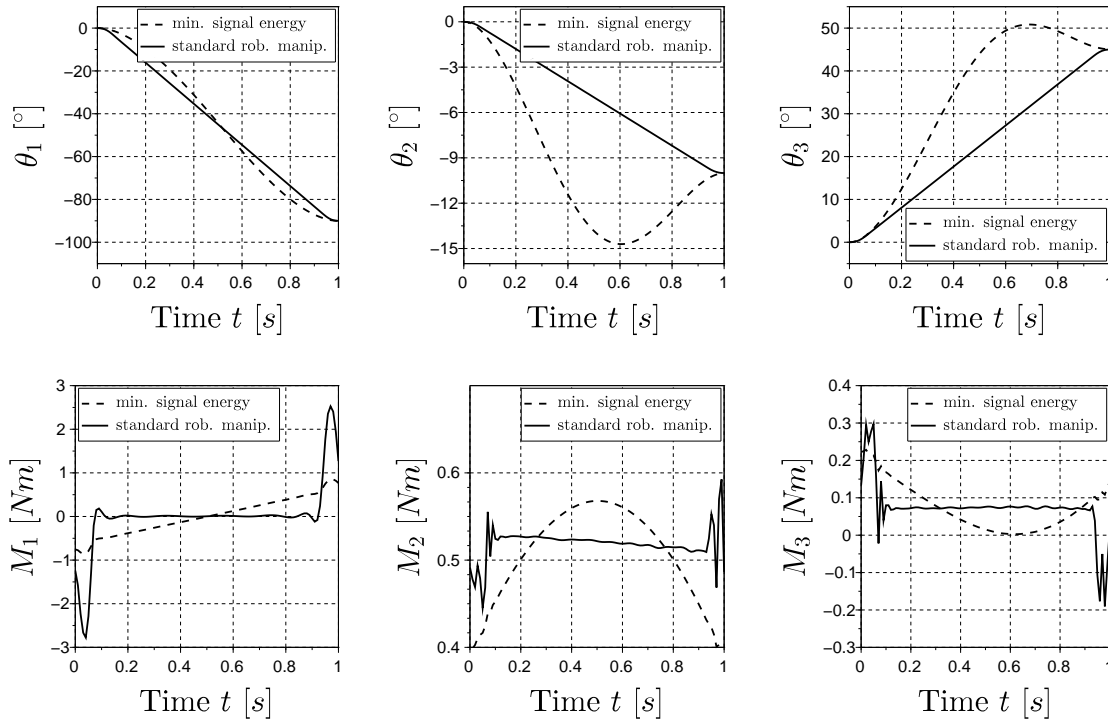 min. signal energy
standard rob. manip.
0
−20
−40
−60
−80
−100
θ1 [°]
0 0.2 0.4 0.6 0.8 1
Time t [s]
min. signal energy
standard rob. manip.
0
−3
−6
−9
−12
−15
θ2 [°]
0 0.2 0.4 0.6 0.8 1
Time t [s]
50
40
30
20
10
0
θ3 [°]
min. signal energy
standard rob. manip.
0 0.2 0.4 0.6 0.8 1
Time t [s]
min. signal energy
standard rob. manip.
3
2
1
0
−1
−2
−3
M1 [Nm]
0 0.2 0.4 0.6 0.8 1
Time t [s]
min. signal energy
standard rob. manip.
0.6
0.5
0.4
M2 [Nm]
0 0.2 0.4 0.6 0.8 1
Time t [s]
min. signal energy
standard rob. manip.
0.4
0.3
0.2
0.1
0
−0.1
−0.2
−0.3
M3 [Nm]
0 0.2 0.4 0.6 0.8 1
Time t [s]